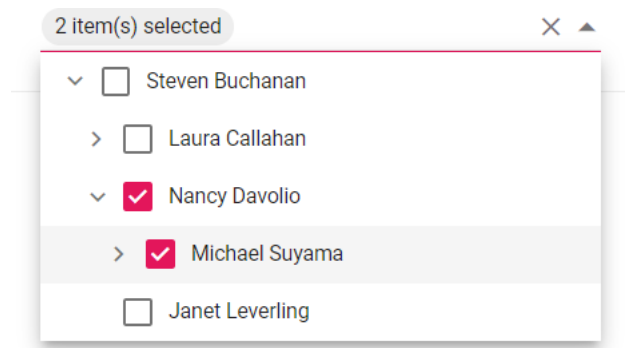 2 item(s) selected
Steven Buchanan
Laura Callahan
Nancy Davolio
Michael Suyama
Janet Leverling